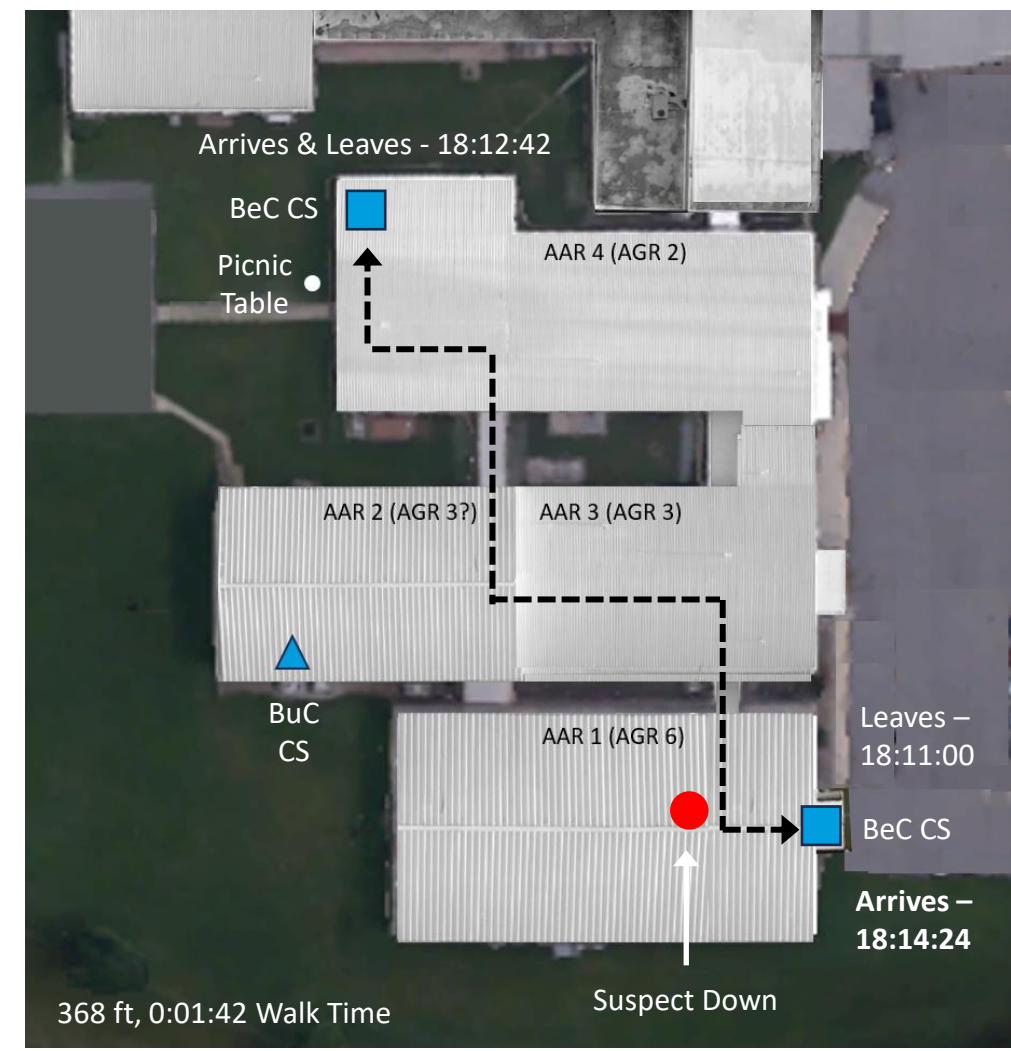 Arrives & Leaves - 18:12:42
BeC CS
AAR 4 (AGR 2)
Picnic
Table
AAR 2 (AGR 3?)
AAR 3 (AGR 3)
BuC
CS
AAR 1 (AGR 6)
Leaves –
18:11:00
BeC CS
Arrives –
18:14:24
Suspect Down
368 ft, 0:01:42 Walk Time